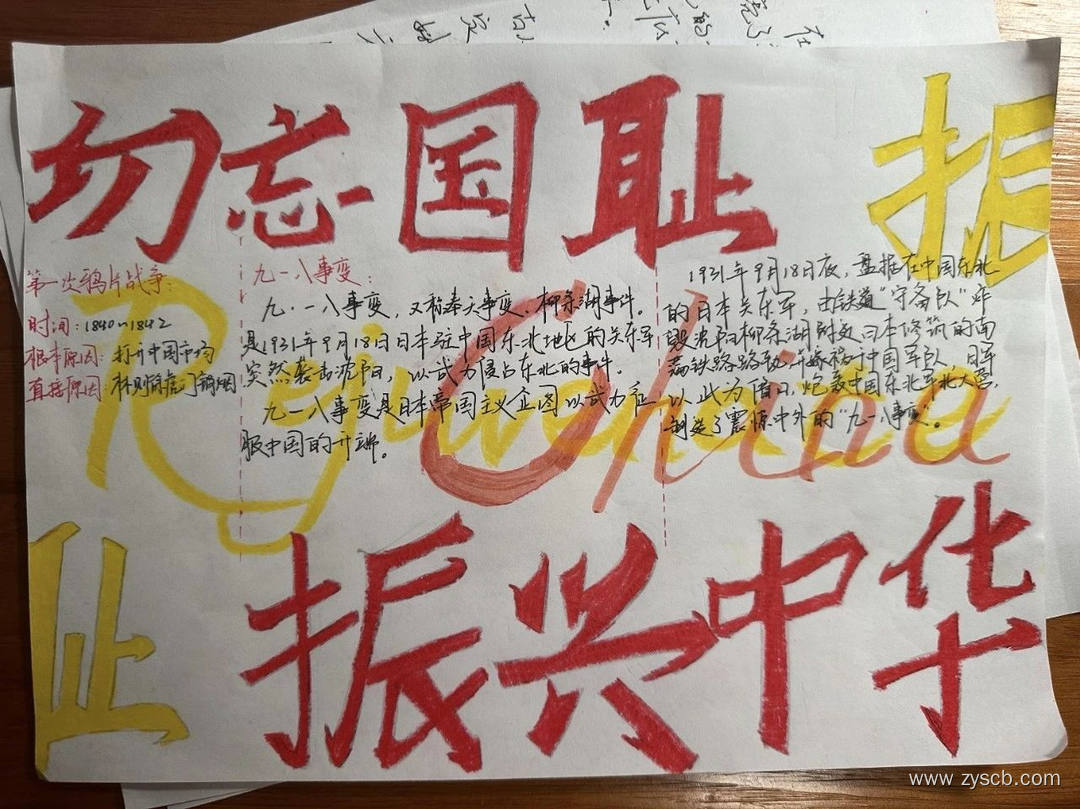 勿忘国耻 振
第一次鸦片战争：
时间：1840~1842
根本原因：打开中国市场
直接原因：林则徐虎门销烟
九一八事变：
九·一八事变，又称奉天事变、柳条湖事件。
是1931年9月18日日本驻中国东北地区的关东军
突然袭击沈阳，以武力侵占东北的事件。
九一八事变是日本帝国主义企图以武力征
服中国的开端。
1931年9月18日夜，盘据在中国东北
的日本关东军，由铁道"守备队"炸
毁沈阳柳条湖附近日本修筑的南
满铁路路轨，并嫁祸于中国军队，日军
以此为借口，炮轰中国东北军北大营，
制造了震惊中外的"九一八事变"。
China
止 振兴中华
www.zyscb.com